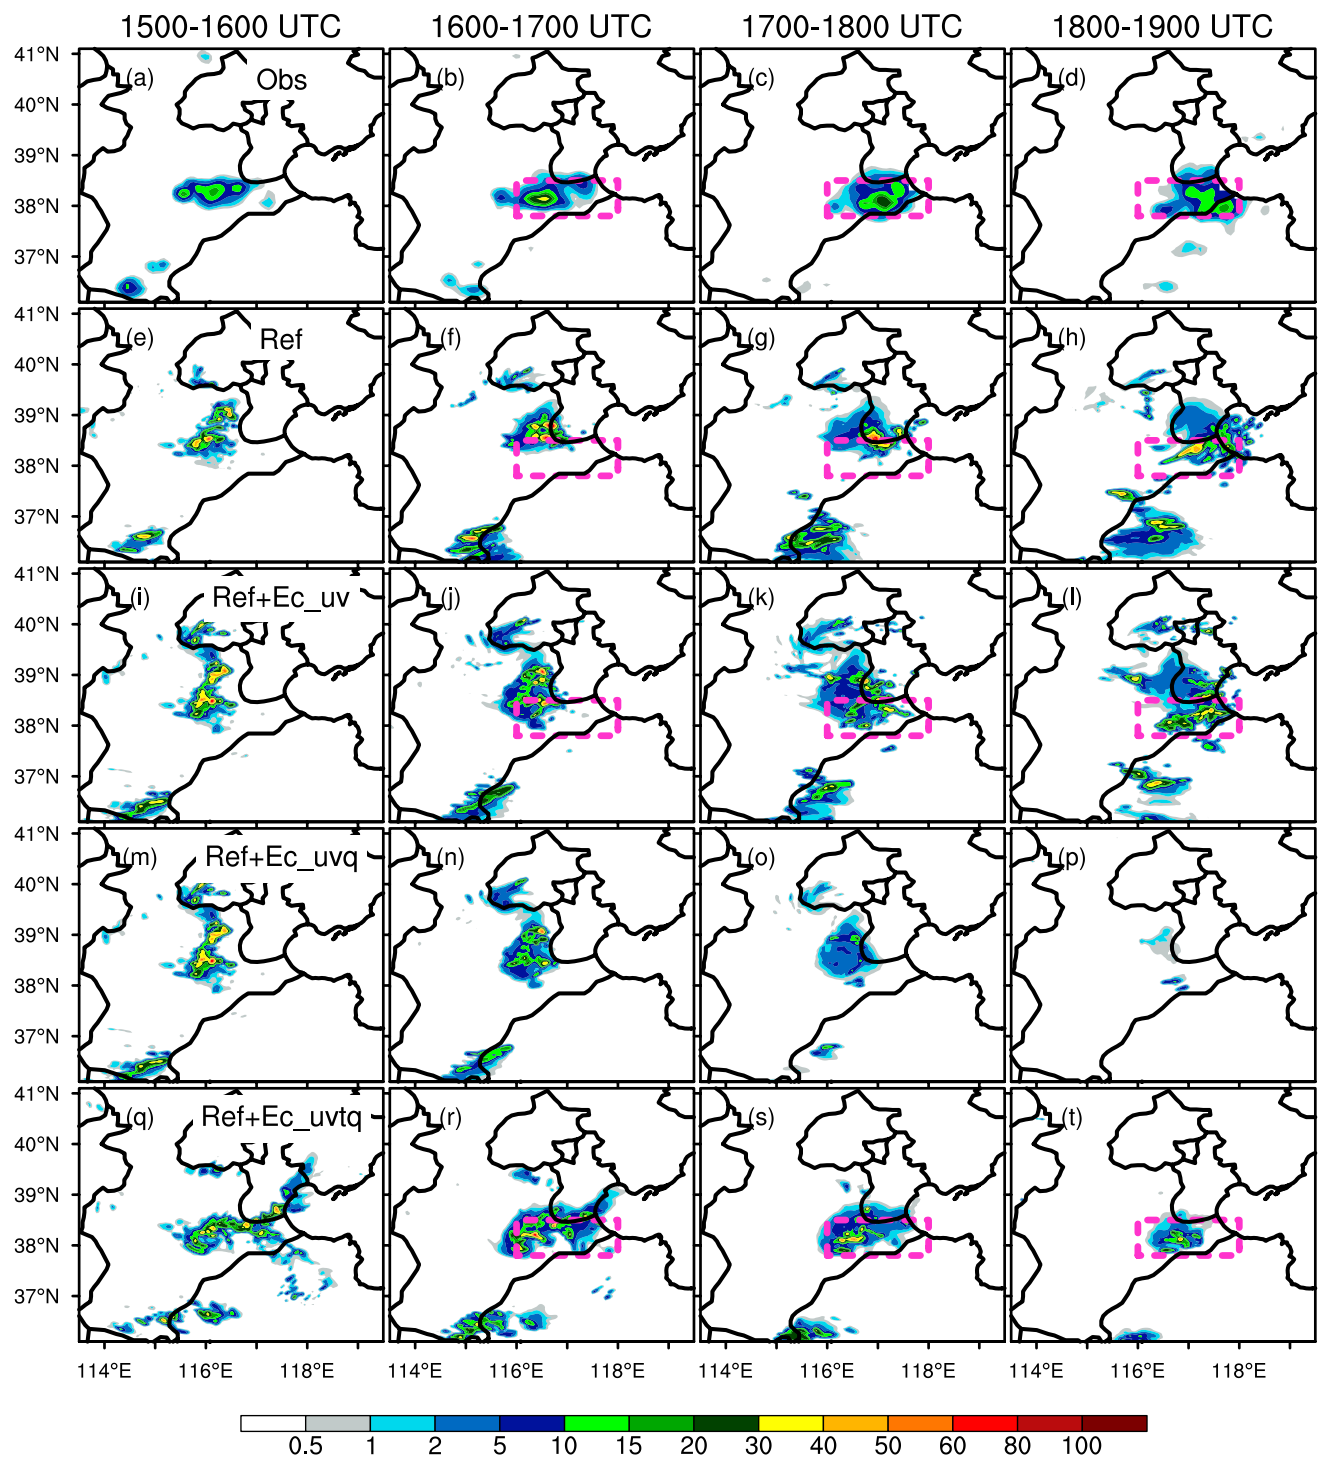 1500-1600 UTC 1600-1700 UTC 1700-1800 UTC 1800-1900 UTC
41°N
(a) Obs (b) (c) (d)
40°N
39°N
38°N
37°N
41°N
(e) Ref (f) (g) (h)
40°N
39°N
38°N
37°N
41°N
(i) Ref+Ec_uv (j) (k) (l)
40°N
39°N
38°N
37°N
41°N
(m) Ref+Ec_uvq (n) (o) (p)
40°N
39°N
38°N
37°N
41°N
(q) Ref+Ec_uvtq (r) (s) (t)
40°N
39°N
38°N
37°N
114°E 116°E 118°E 114°E 116°E 118°E 114°E 116°E 118°E 114°E 116°E 118°E
0.5 1 2 5 10 15 20 30 40 50 60 80 100